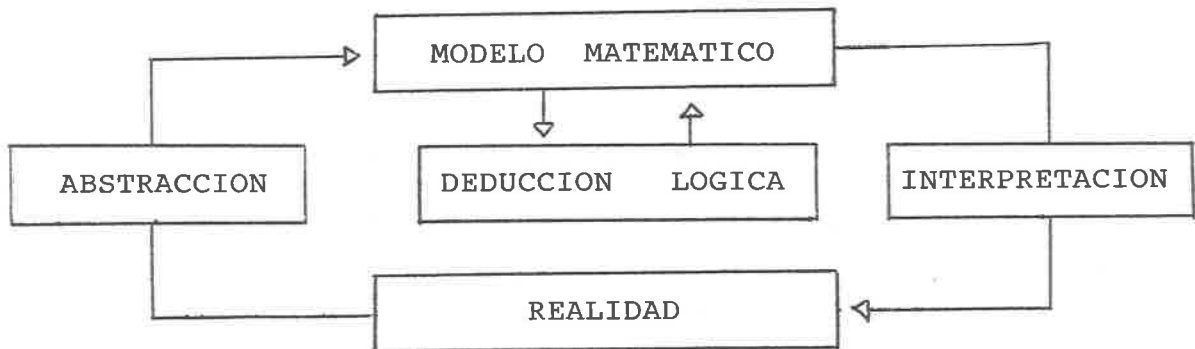 MODELO MATEMATICO
ABSTRACCION
DEDUCCION LOGICA
INTERPRETACION
REALIDAD